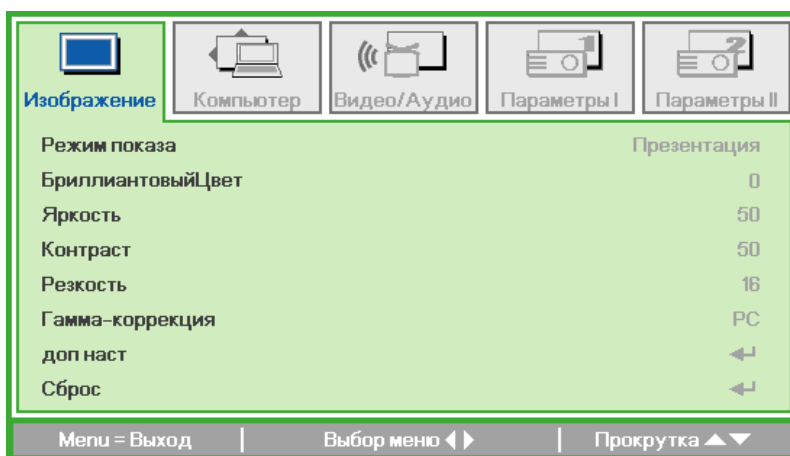 Изображение Компьютер Видео/Аудио Параметры I Параметры II
Режим показа Презентация
БриллиантовыйЦвет 0
Яркость 50
Контраст 50
Резкость 16
Гамма-коррекция PC
доп наст
Сброс
Menu = Выход Выбор меню Прокрутка